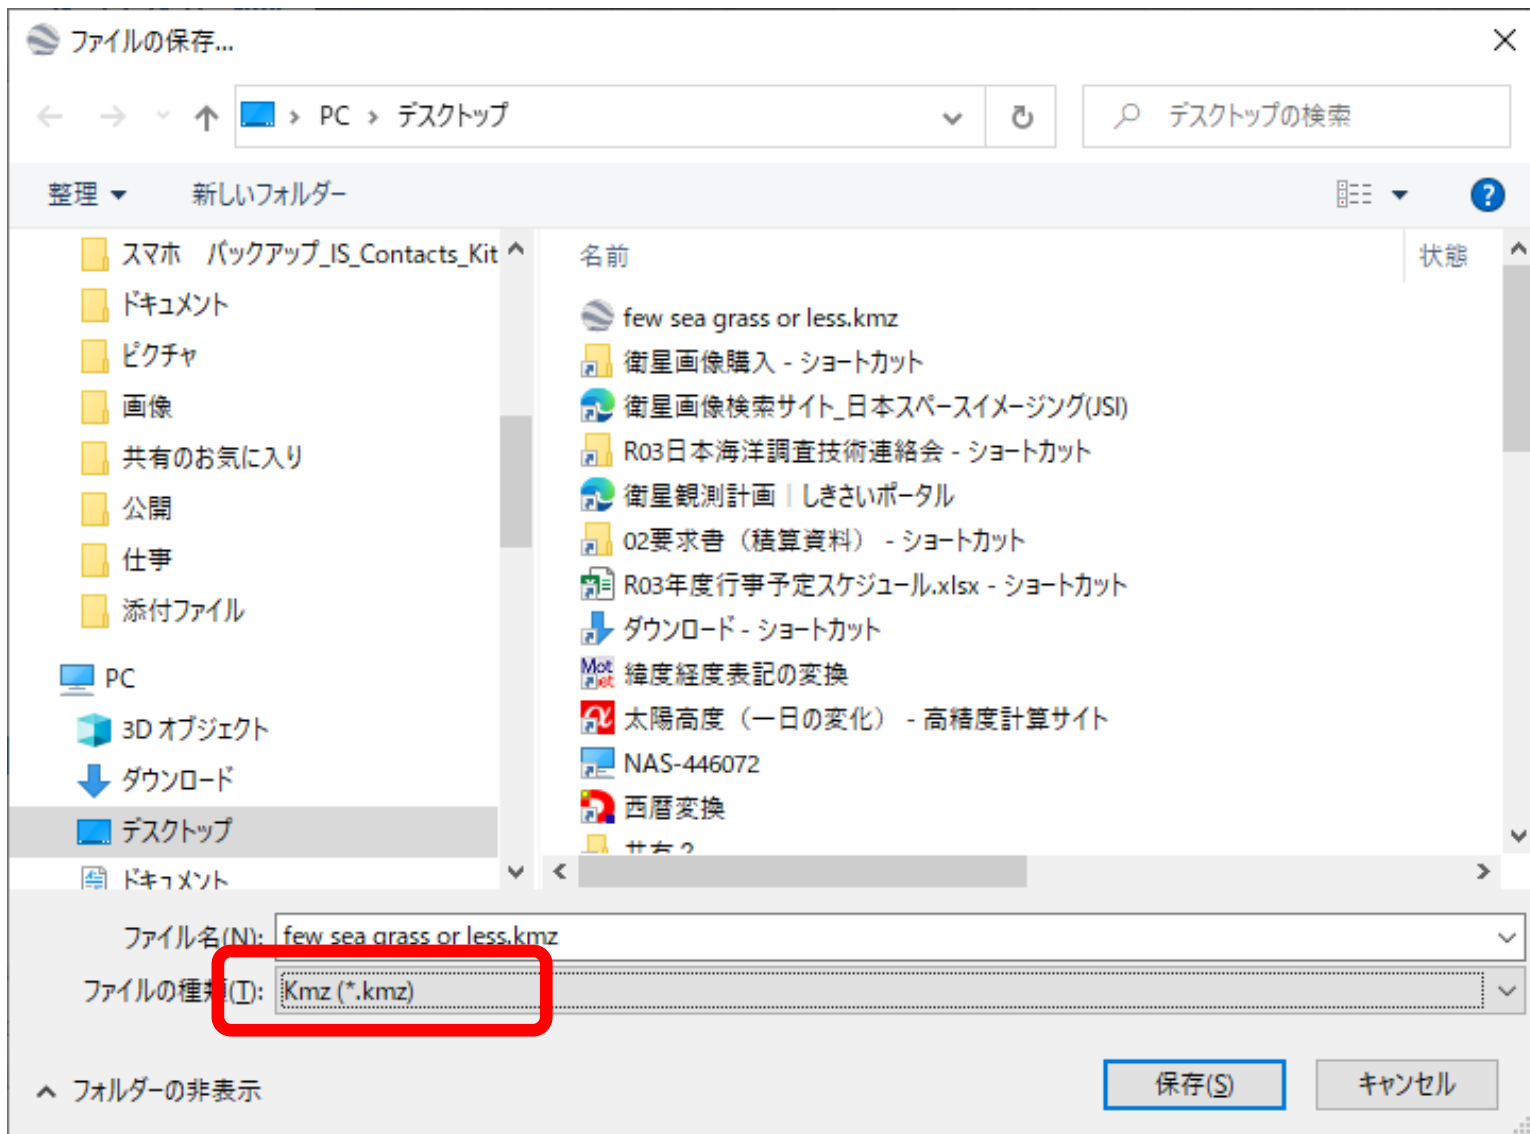 ファイルの保存...
PC › デスクトップ
デスクトップの検索
整理
新しいフォルダー
スマホ　バックアップ_IS_Contacts_Kit
ドキュメント
ピクチャ
画像
共有のお気に入り
公開
仕事
添付ファイル
PC
3D オブジェクト
ダウンロード
デスクトップ
ドキュメント
名前
状態
few sea grass or less.kmz
衛星画像購入 - ショートカット
衛星画像検索サイト_日本スペースイメージング(JSI)
R03日本海洋調査技術連絡会 - ショートカット
衛星観測計画｜しきさいポータル
02要求書（積算資料） - ショートカット
R03年度行事予定スケジュール.xlsx - ショートカット
ダウンロード - ショートカット
緯度経度表記の変換
太陽高度（一日の変化） - 高精度計算サイト
NAS-446072
西暦変換
共有２
ファイル名(N): few sea grass or less.kmz
ファイルの種類(T): Kmz (*.kmz)
フォルダーの非表示
保存(S)
キャンセル